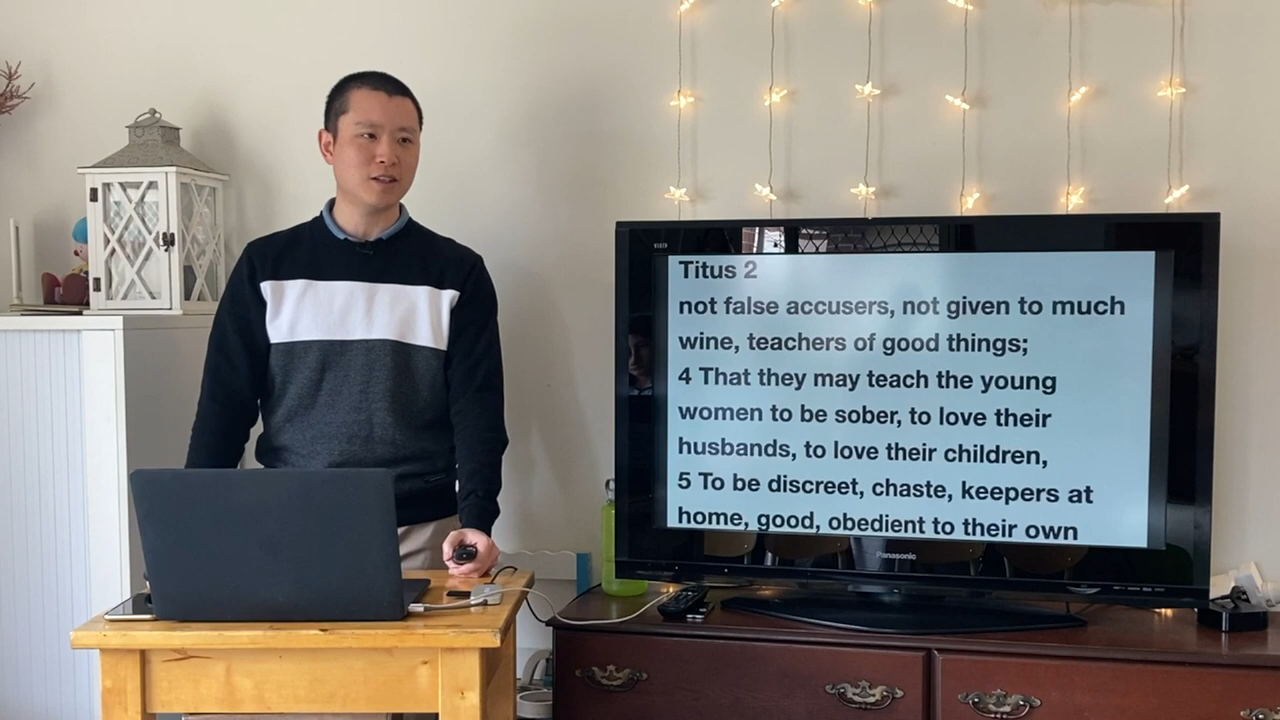 Titus 2
not false accusers, not given to much
wine, teachers of good things;
4 That they may teach the young
women to be sober, to love their
husbands, to love their children,
5 To be discreet, chaste, keepers at
home, good, obedient to their own
Panasonic